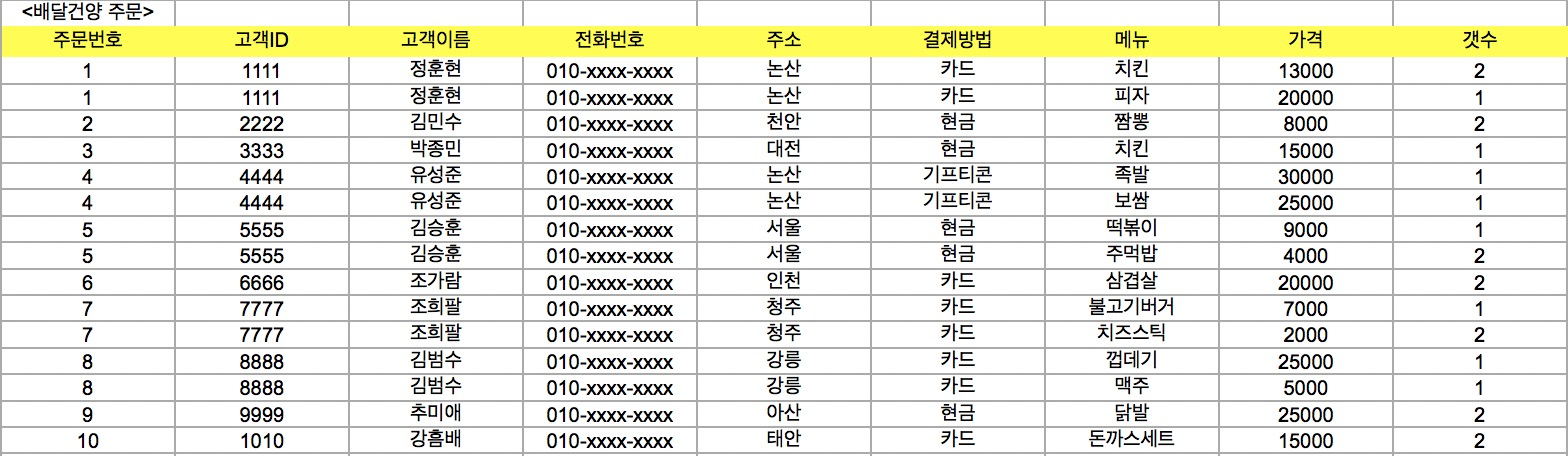 <배달건양 주문>
주문번호 고객ID 고객이름 전화번호 주소 결제방법 메뉴 가격 갯수
1 1111 정훈현 010-xxxx-xxxx 논산 카드 치킨 13000 2
1 1111 정훈현 010-xxxx-xxxx 논산 카드 피자 20000 1
2 2222 김민수 010-xxxx-xxxx 천안 현금 짬뽕 8000 2
3 3333 박종민 010-xxxx-xxxx 대전 현금 치킨 15000 1
4 4444 유성준 010-xxxx-xxxx 논산 기프티콘 족발 30000 1
4 4444 유성준 010-xxxx-xxxx 논산 기프티콘 보쌈 25000 1
5 5555 김승훈 010-xxxx-xxxx 서울 현금 떡볶이 9000 1
5 5555 김승훈 010-xxxx-xxxx 서울 현금 주먹밥 4000 2
6 6666 조가람 010-xxxx-xxxx 인천 카드 삼겹살 20000 2
7 7777 조희팔 010-xxxx-xxxx 청주 카드 불고기버거 7000 1
7 7777 조희팔 010-xxxx-xxxx 청주 카드 치즈스틱 2000 2
8 8888 김범수 010-xxxx-xxxx 강릉 카드 껍데기 25000 1
8 8888 김범수 010-xxxx-xxxx 강릉 카드 맥주 5000 1
9 9999 추미애 010-xxxx-xxxx 아산 현금 닭발 25000 2
10 1010 강흠배 010-xxxx-xxxx 태안 카드 돈까스세트 15000 2